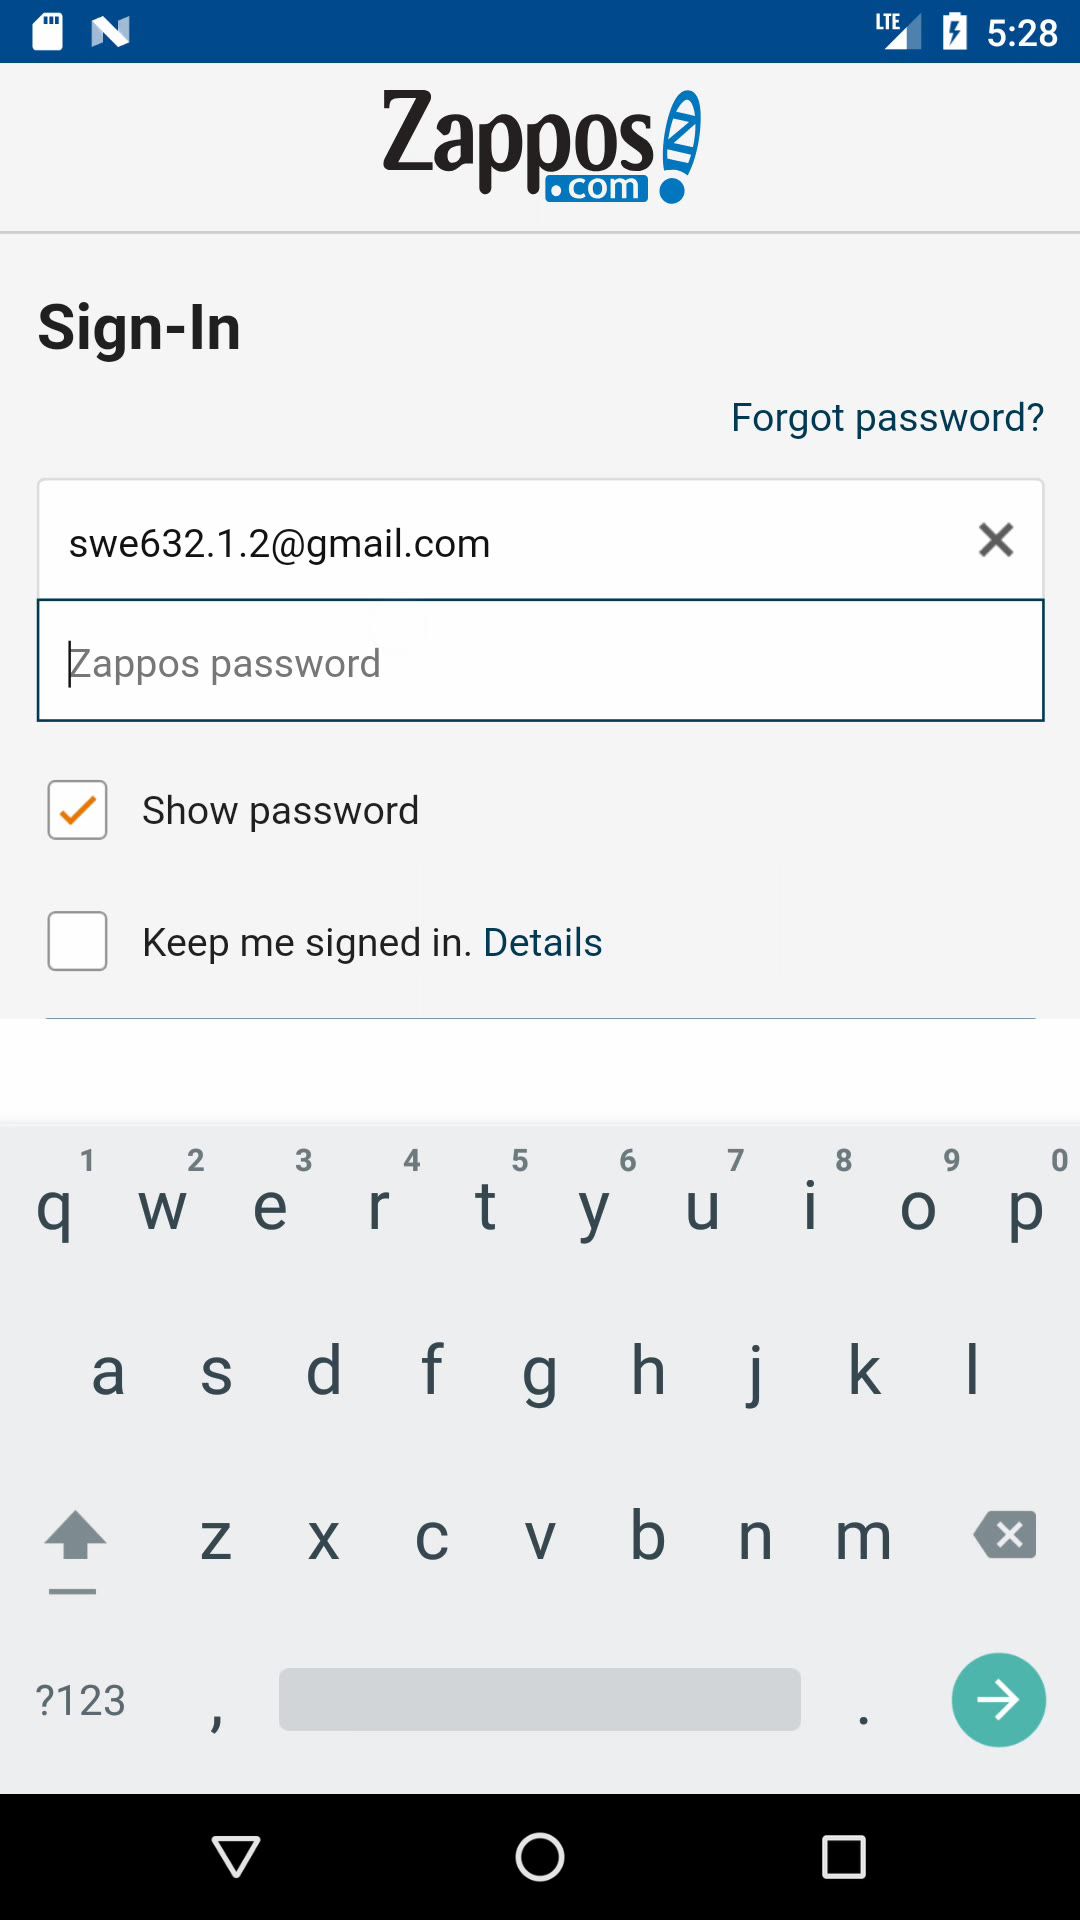 LTE 5:28
Zappos
.com
Sign-In
Forgot password?
swe632.1.2@gmail.com
Zappos password
Show password
Keep me signed in. Details
1 2 3 4 5 6 7 8 9 0
q w e r t y u i o p
a s d f g h j k l
z x c v b n m
?123 , .